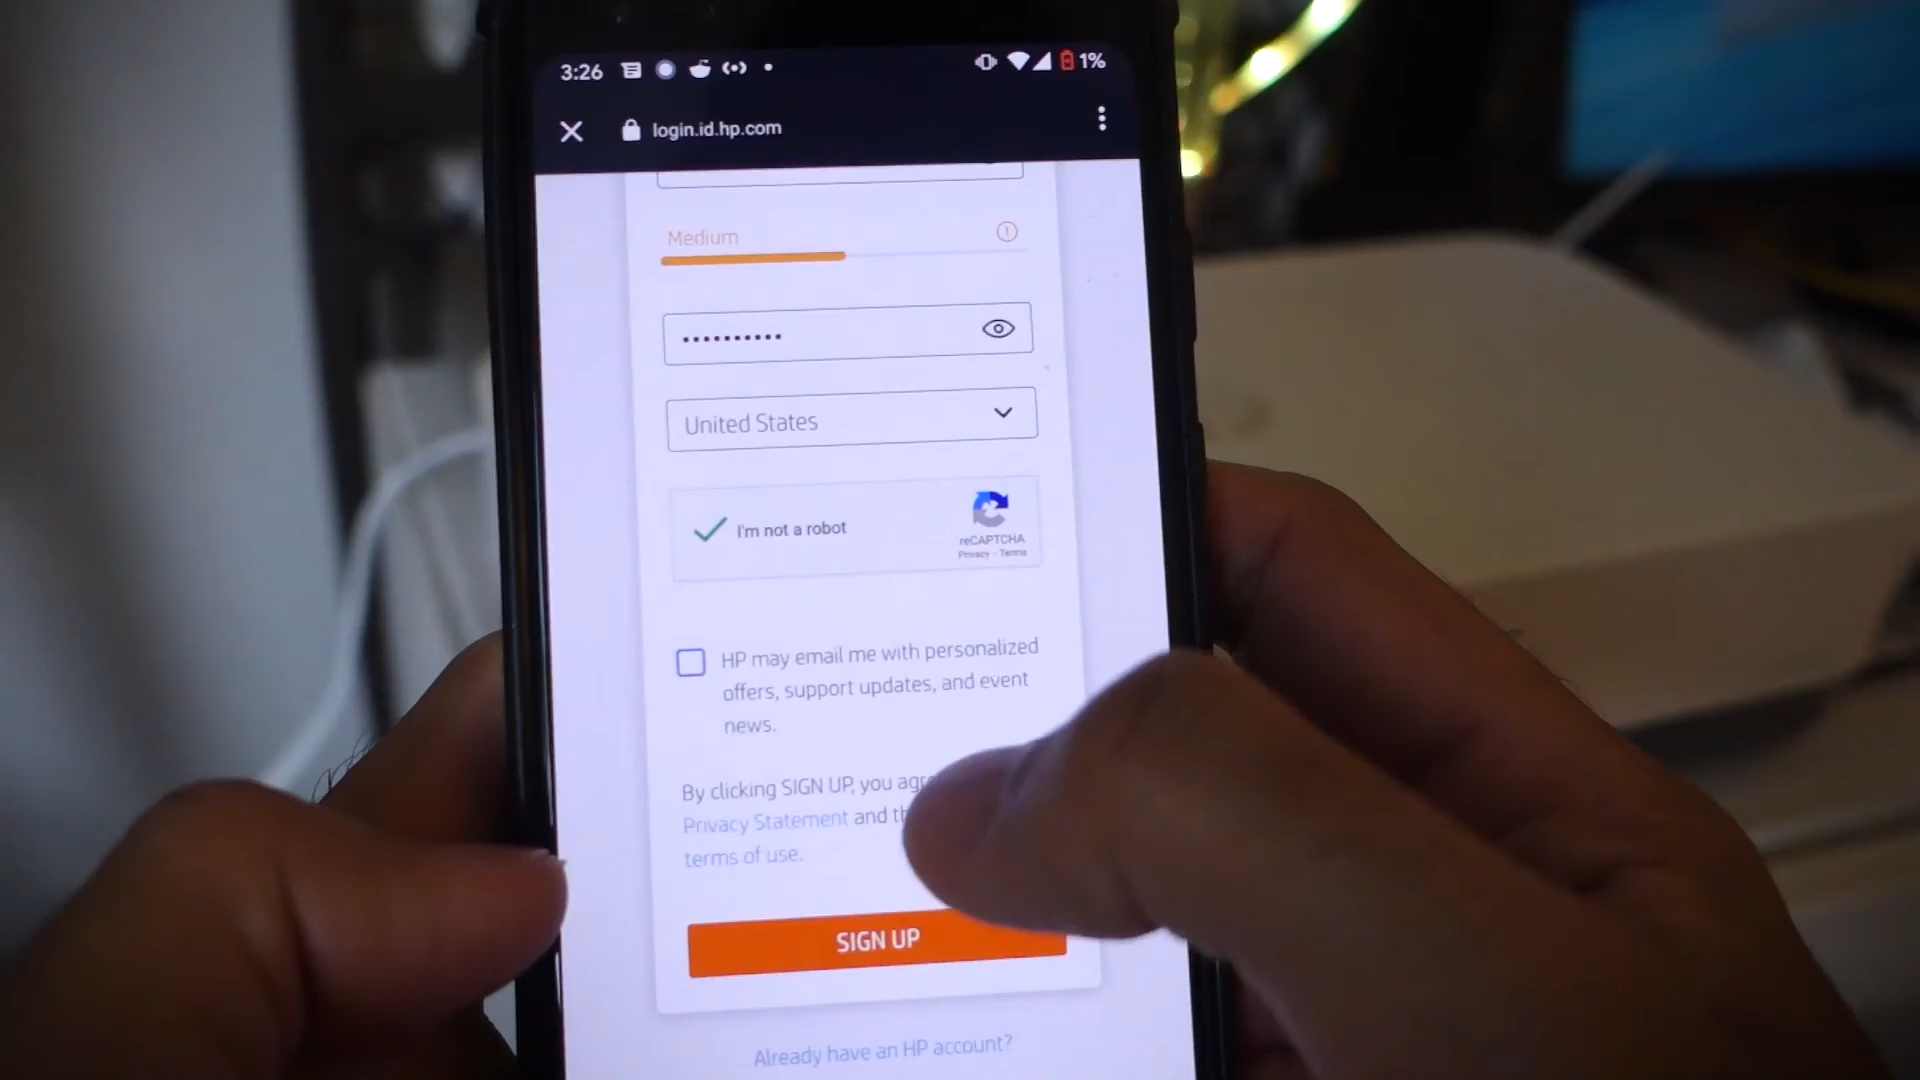 3:26
1%
login.id.hp.com
Medium
••••••••••
United States
I'm not a robot
reCAPTCHA
Privacy - Terms
HP may email me with personalized
offers, support updates, and event
news.
By clicking SIGN UP, you
Privacy Statement and
terms of use.
SIGN UP
Already have an HP account?